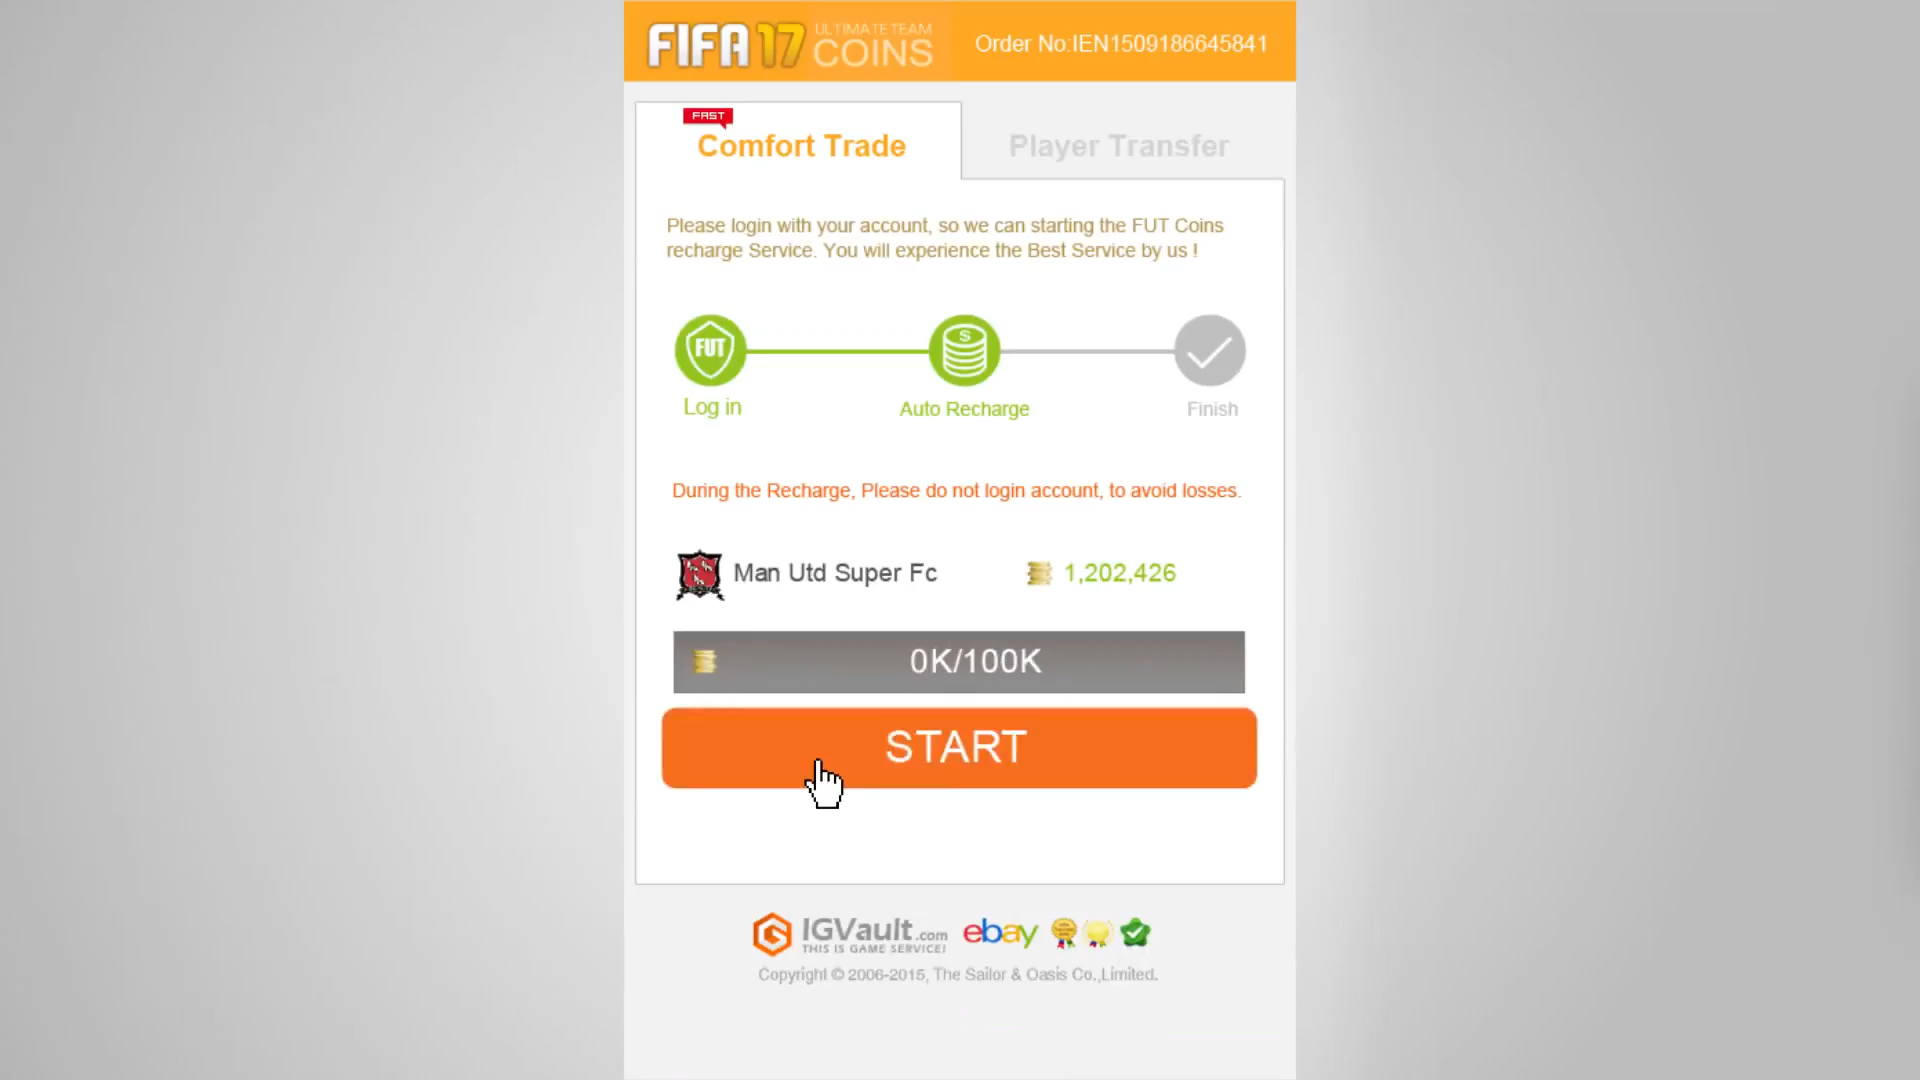 FIFA 17 ULTIMATE TEAM COINS
Order No:IEN1509186645841
FAST
Comfort Trade
Player Transfer
Please login with your account, so we can starting the FUT Coins
recharge Service. You will experience the Best Service by us !
FUT
$
Log in
Auto Recharge
Finish
During the Recharge, Please do not login account, to avoid losses.
Man Utd Super Fc
1,202,426
0K/100K
START
IGVault.com
THIS IS GAME SERVICE!
ebay
Copyright © 2006-2015, The Sailor & Oasis Co.,Limited.